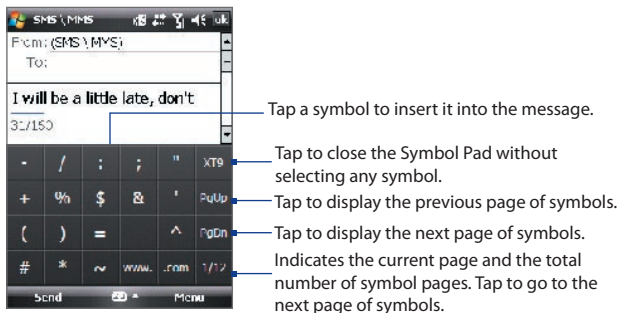 SMS \ MMS uk
From: (SMS \ MMS)
To:
I will be a little late, don't
31/160
- / : ; " XT9
+ % $ & ' PgUp
( ) = ^ PgDn
# * ~ www. .com 1/12
Send Menu
Tap a symbol to insert it into the message.
Tap to close the Symbol Pad without
selecting any symbol.
Tap to display the previous page of symbols.
Tap to display the next page of symbols.
Indicates the current page and the total
number of symbol pages. Tap to go to the
next page of symbols.